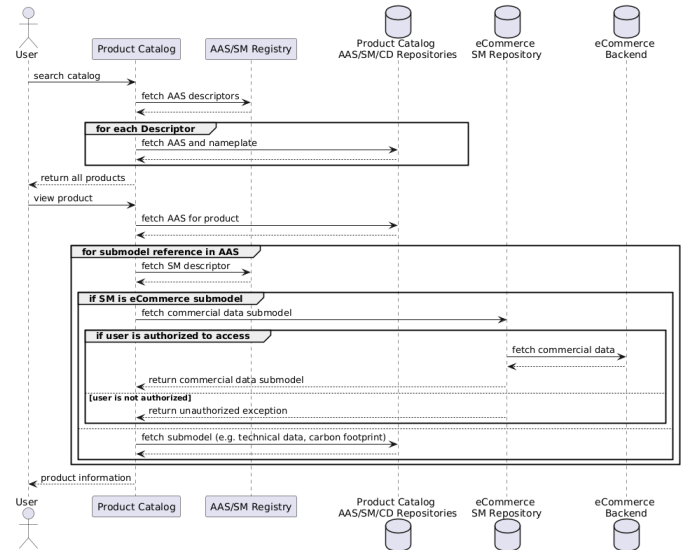 User
Product Catalog
AAS/SM Registry
Product Catalog
AAS/SM/CD Repositories
eCommerce
SM Repository
eCommerce
Backend
search catalog
fetch AAS descriptors
for each Descriptor
fetch AAS and nameplate
return all products
view product
fetch AAS for product
for submodel reference in AAS
fetch SM descriptor
if SM is eCommerce submodel
fetch commercial data submodel
if user is authorized to access
fetch commercial data
return commercial data submodel
[user is not authorized]
return unauthorized exception
fetch submodel (e.g. technical data, carbon footprint)
product information
User
Product Catalog
AAS/SM Registry
Product Catalog
AAS/SM/CD Repositories
eCommerce
SM Repository
eCommerce
Backend